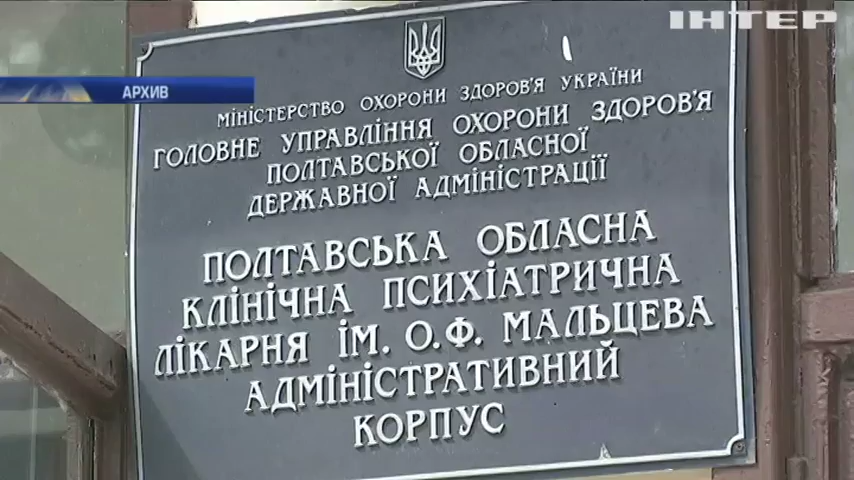 ІНТЕР
АРХИВ
МІНІСТЕРСТВО ОХОРОНИ ЗДОРОВ'Я УКРАЇНИ
ГОЛОВНЕ УПРАВЛІННЯ ОХОРОНИ ЗДОРОВ'Я
ПОЛТАВСЬКОЇ ОБЛАСНОЇ
ДЕРЖАВНОЇ АДМІНІСТРАЦІЇ
ПОЛТАВСЬКА ОБЛАСНА
КЛІНІЧНА ПСИХІАТРИЧНА
ЛІКАРНЯ ІМ. О.Ф. МАЛЬЦЕВА
АДМІНІСТРАТИВНИЙ
КОРПУС